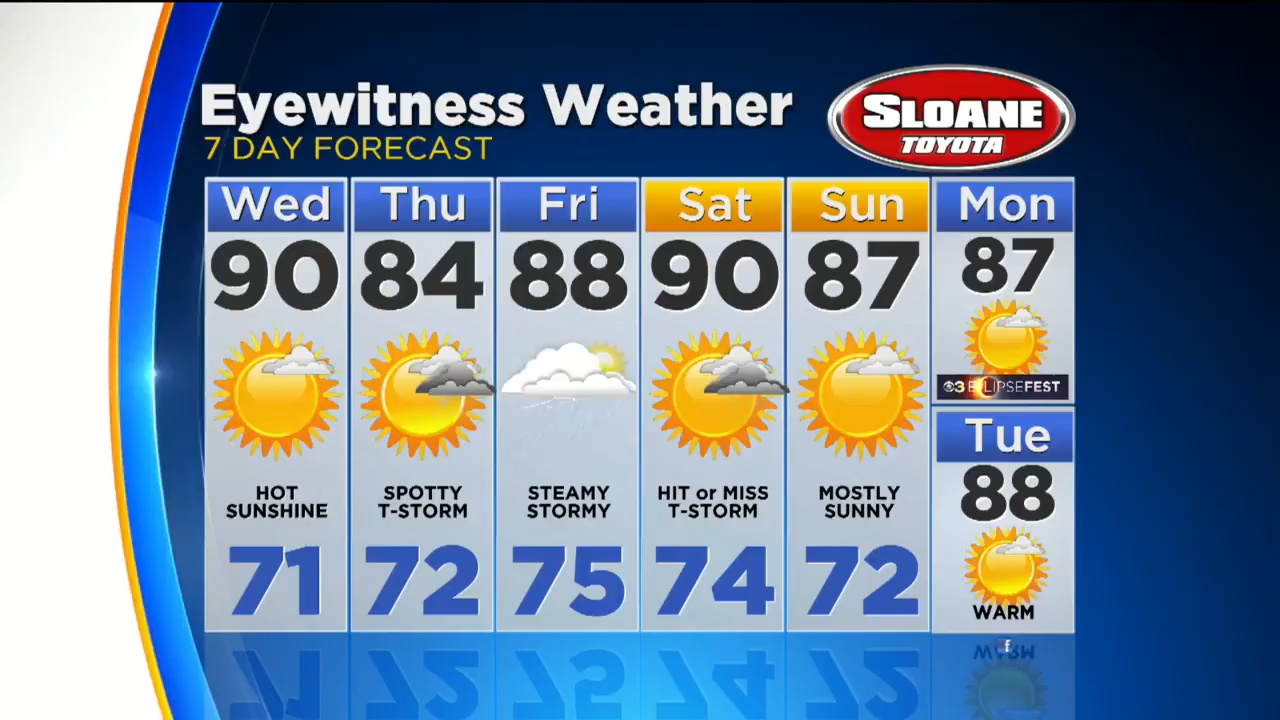 Eyewitness Weather
7 DAY FORECAST
SLOANE
TOYOTA
Wed
90
HOT
SUNSHINE
71
Thu
84
SPOTTY
T-STORM
72
Fri
88
STEAMY
STORMY
75
Sat
90
HIT or MISS
T-STORM
74
Sun
87
MOSTLY
SUNNY
72
Mon
87
3 ECLIPSEFEST
Tue
88
WARM